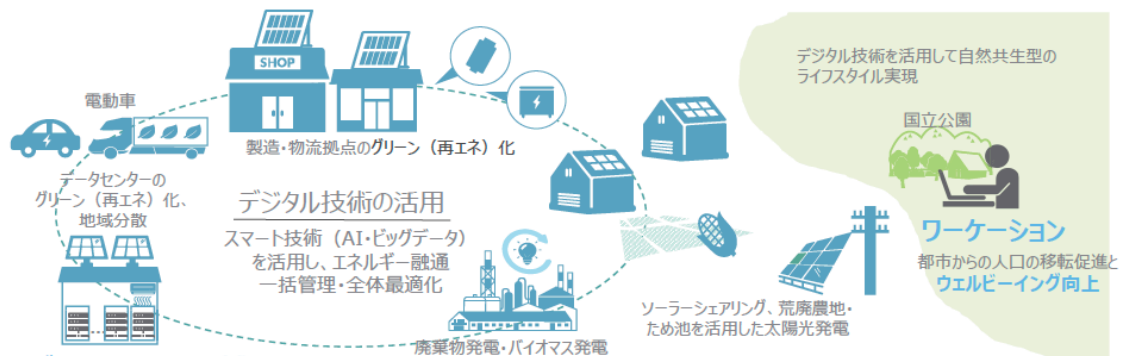 デジタル技術を活用して自然共生型の
ライフスタイル実現
SHOP
電動車
国立公園
製造・物流拠点のグリーン（再エネ）化
データセンターの
グリーン（再エネ）化、
地域分散
デジタル技術の活用
スマート技術（AI・ビッグデータ）
を活用し、エネルギー融通
一括管理・全体最適化
ワーケーション
都市からの人口の移転促進と
ウェルビーイング向上
ソーラーシェアリング、荒廃農地・
ため池を活用した太陽光発電
廃棄物発電・バイオマス発電